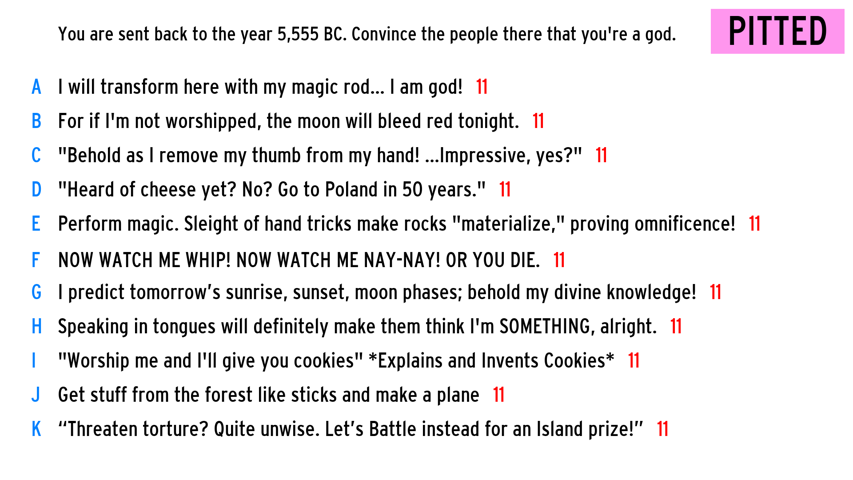 You are sent back to the year 5,555 BC. Convince the people there that you're a god.
PITTED
A I will transform here with my magic rod... I am god! 11
B For if I'm not worshipped, the moon will bleed red tonight. 11
C "Behold as I remove my thumb from my hand! ...Impressive, yes?" 11
D "Heard of cheese yet? No? Go to Poland in 50 years." 11
E Perform magic. Sleight of hand tricks make rocks "materialize," proving omnificence! 11
F NOW WATCH ME WHIP! NOW WATCH ME NAY-NAY! OR YOU DIE. 11
G I predict tomorrow’s sunrise, sunset, moon phases; behold my divine knowledge! 11
H Speaking in tongues will definitely make them think I'm SOMETHING, alright. 11
I "Worship me and I'll give you cookies" *Explains and Invents Cookies* 11
J Get stuff from the forest like sticks and make a plane 11
K “Threaten torture? Quite unwise. Let’s Battle instead for an Island prize!” 11